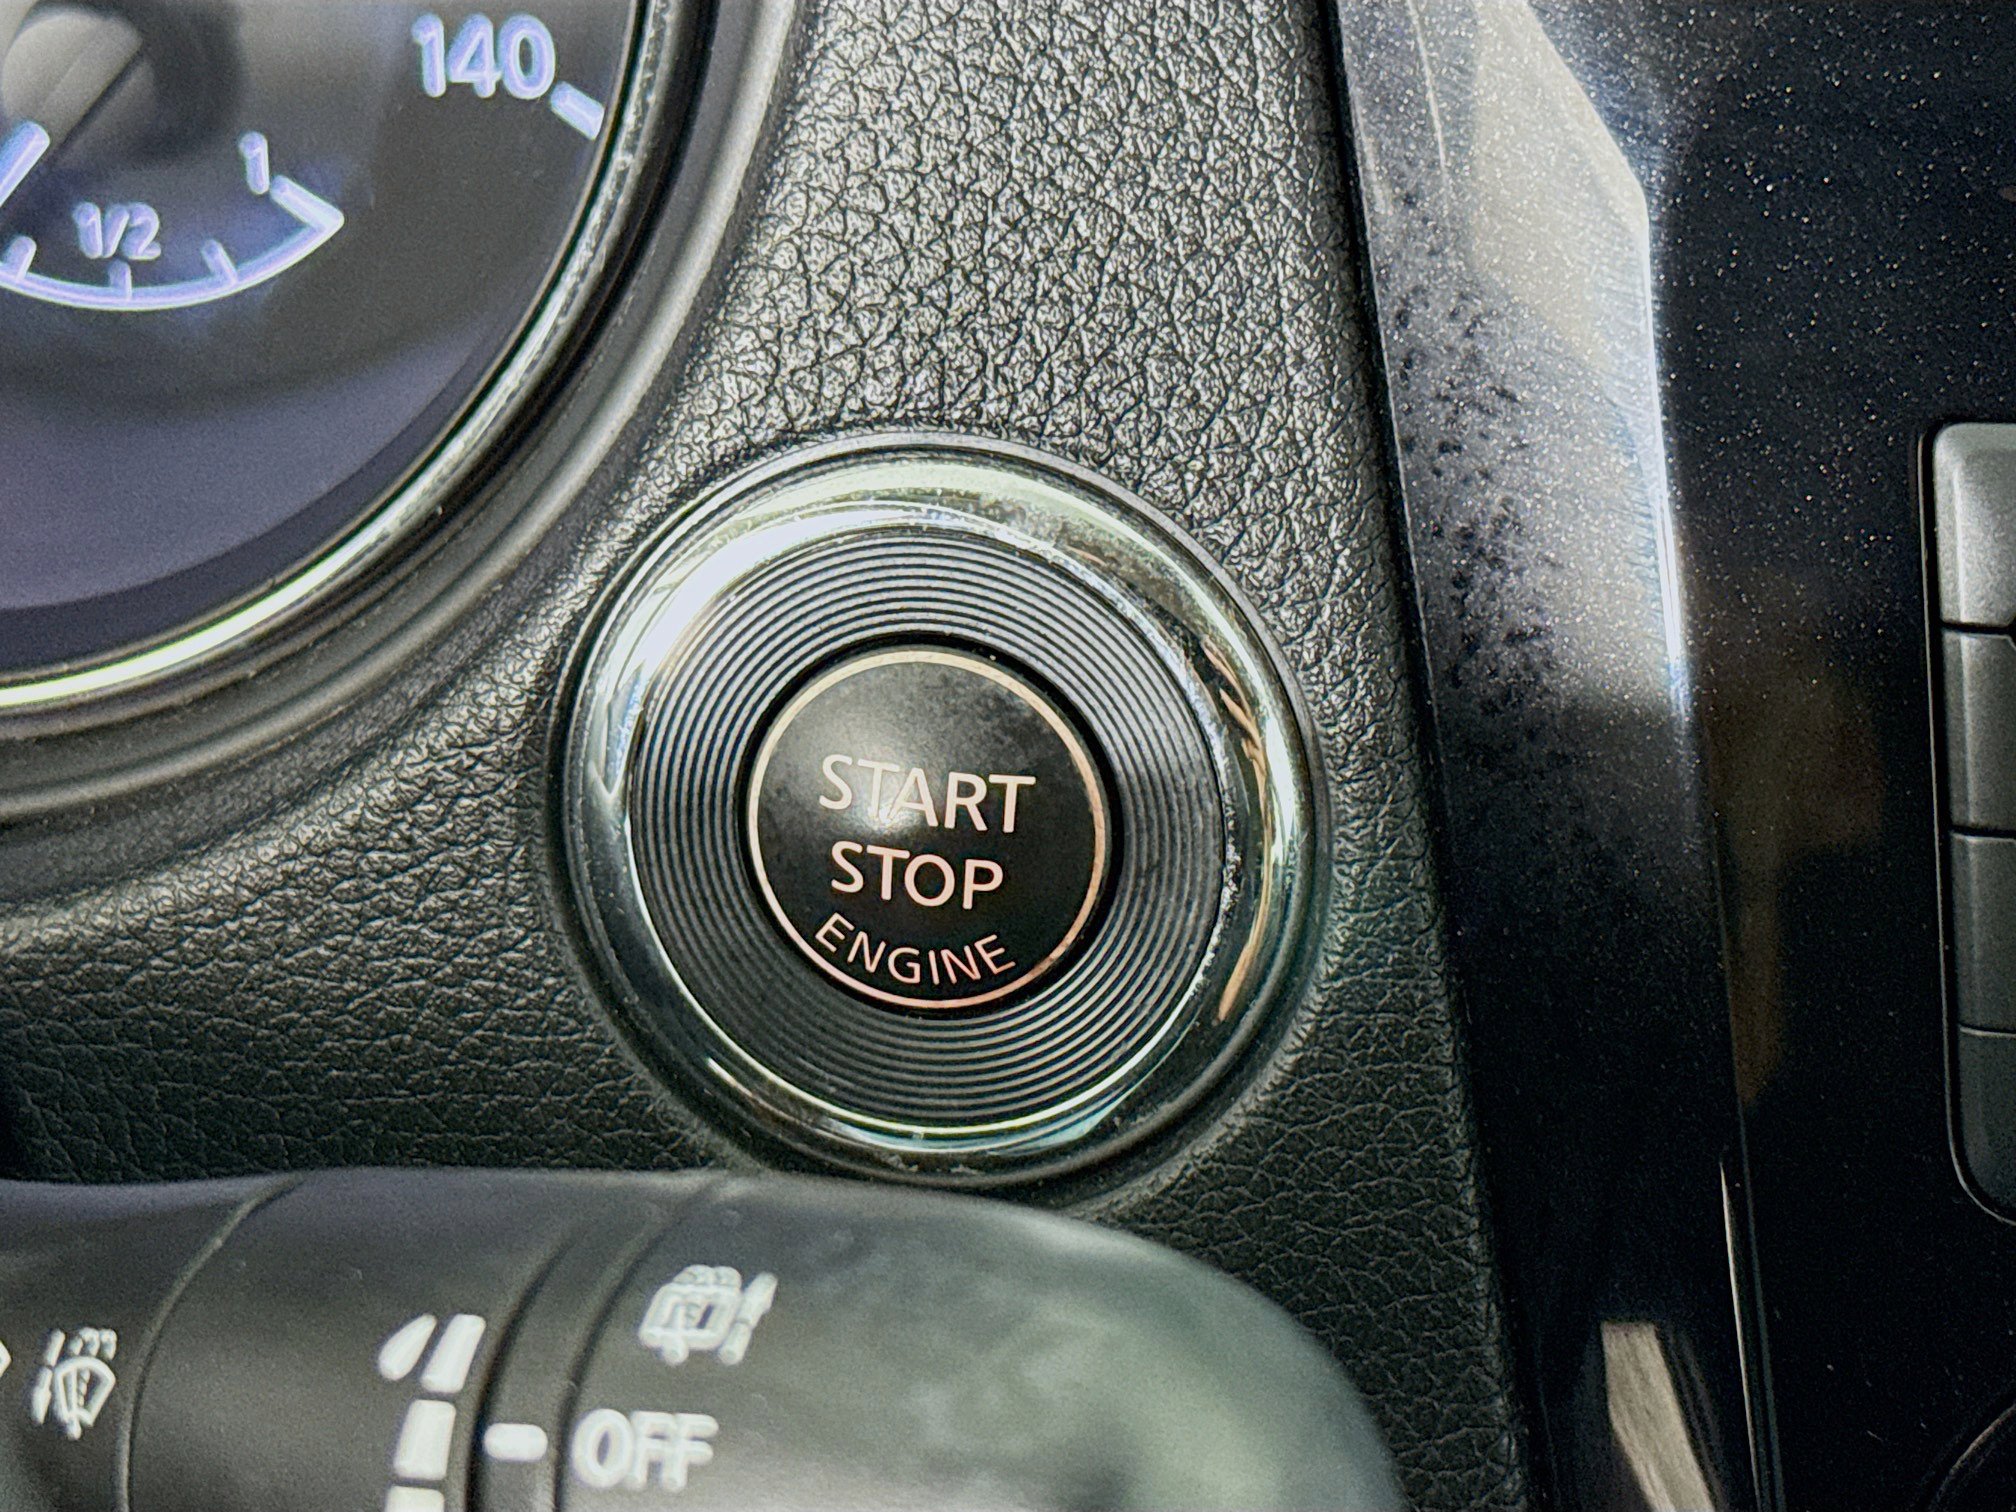 140
1
1/2
START
STOP
ENGINE
OFF